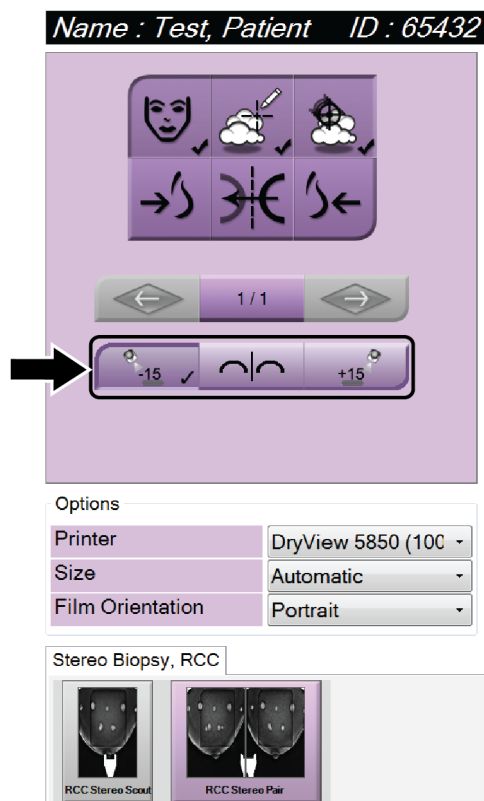 Name : Test, Patient ID : 65432
1 / 1
-15 +15
Options
Printer DryView 5850 (100
Size Automatic
Film Orientation Portrait
Stereo Biopsy, RCC
RCC Stereo Scout RCC Stereo Pair